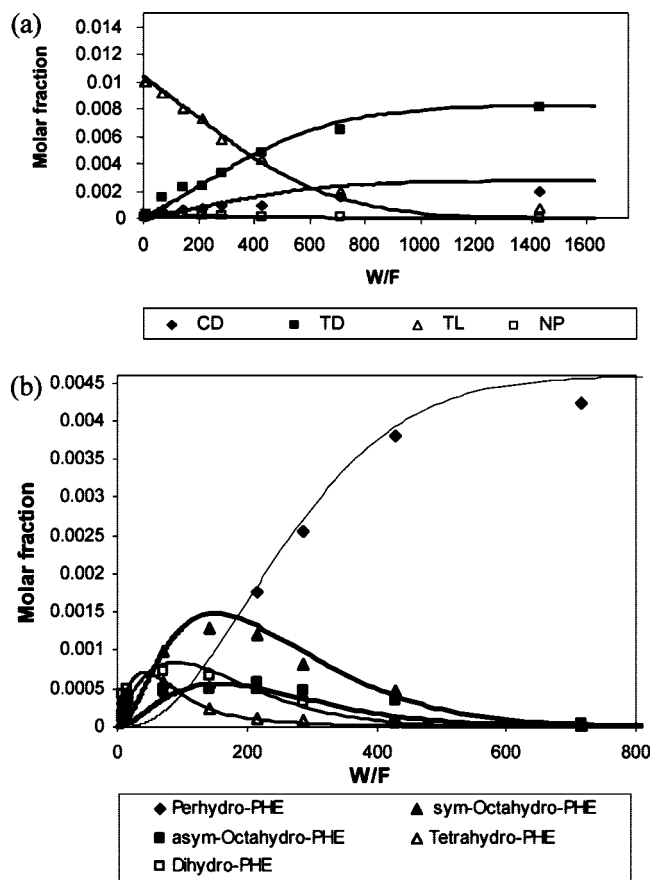 (a)
0.014
0.012
0.01
0.008
0.006
0.004
0.002
0
Molar fraction
0 200 400 600 800 1000 1200 1400 1600
W/F
CD TD TL NP
(b)
0.0045
0.004
0.0035
0.003
0.0025
0.002
0.0015
0.001
0.0005
0
Molar fraction
0 200 400 600 800
W/F
Perhydro-PHE sym-Octahydro-PHE
asym-Octahydro-PHE Tetrahydro-PHE
Dihydro-PHE